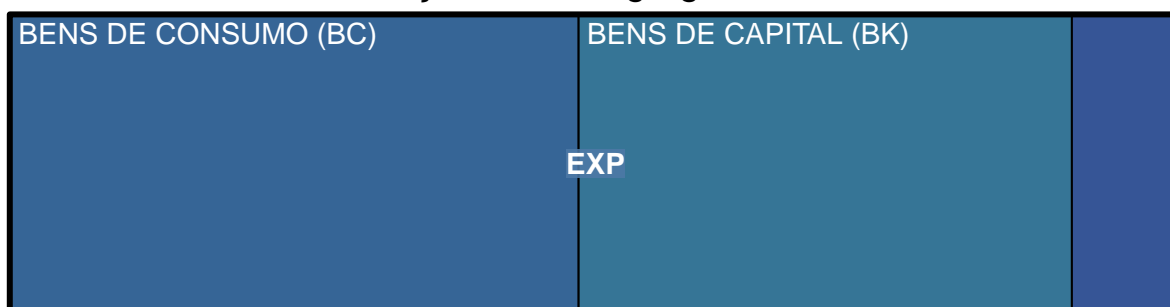 BENS DE CONSUMO (BC)
BENS DE CAPITAL (BK)
EXP